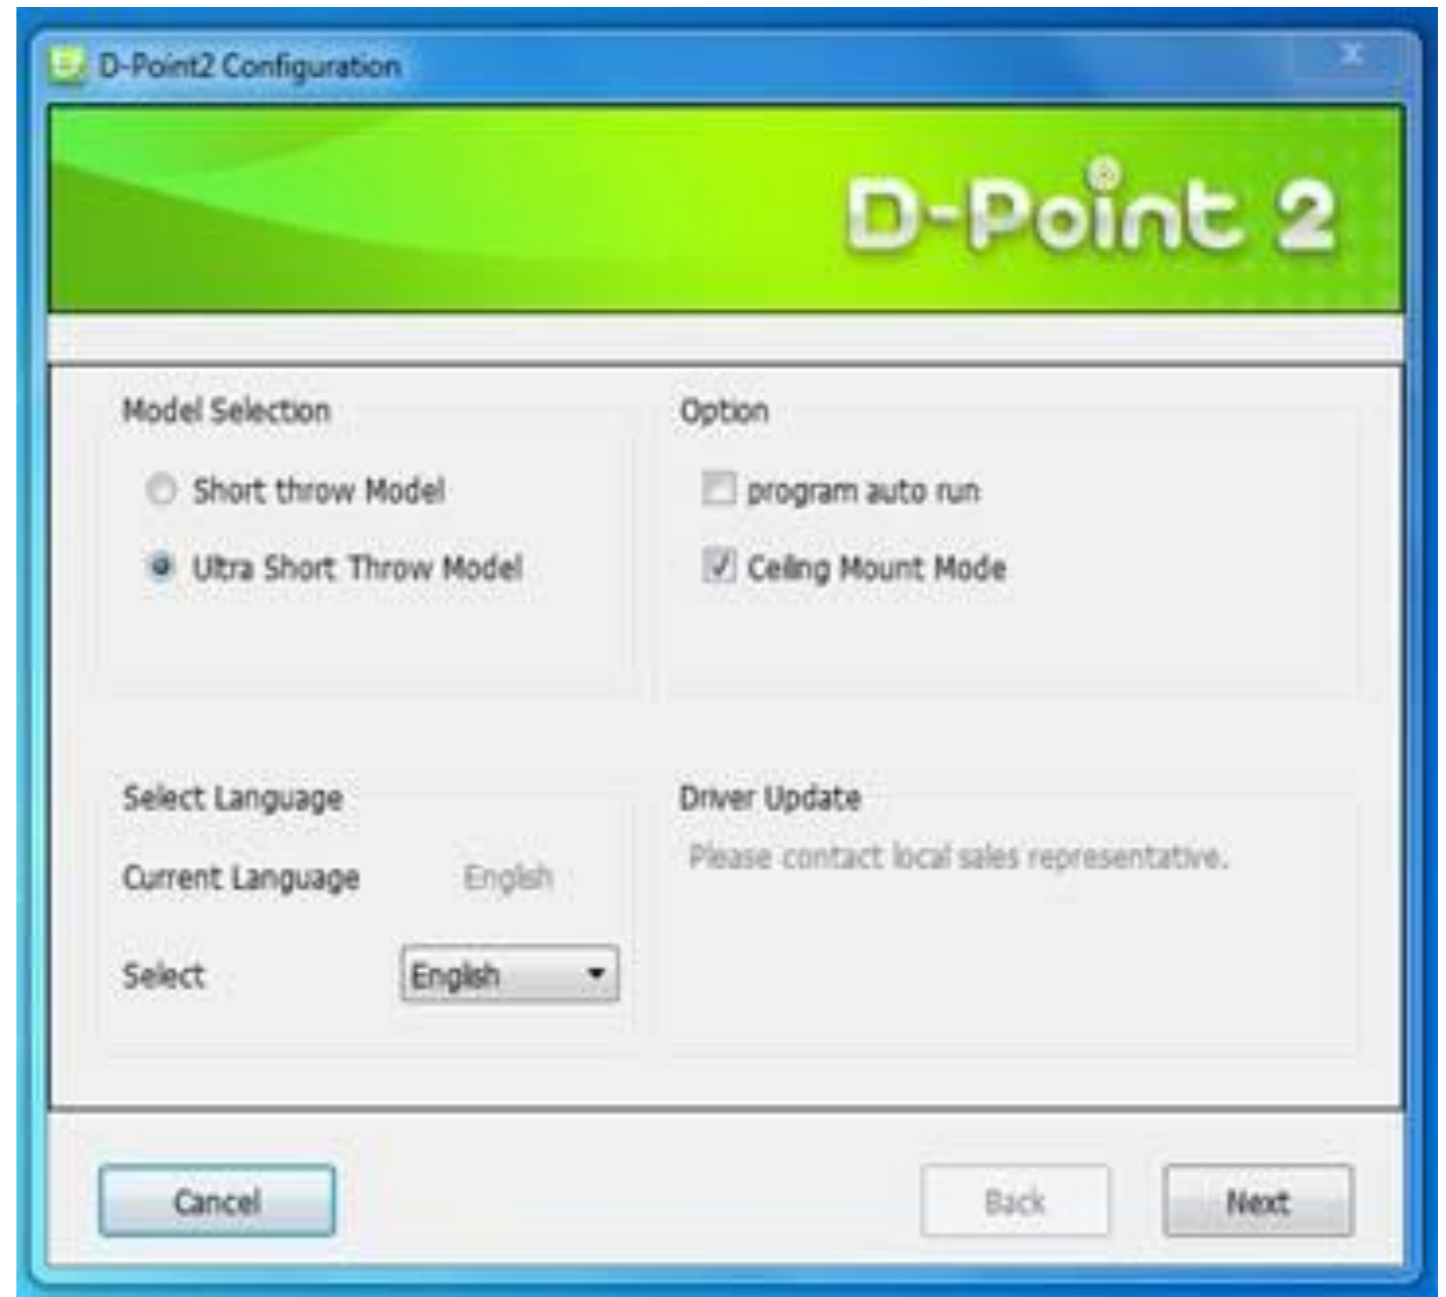 D-Point2 Configuration
D-Point 2
Model Selection
Short throw Model
Ultra Short Throw Model
Option
program auto run
Ceiling Mount Mode
Select Language
Current Language English
Select English
Driver Update
Please contact local sales representative.
Cancel
Back
Next